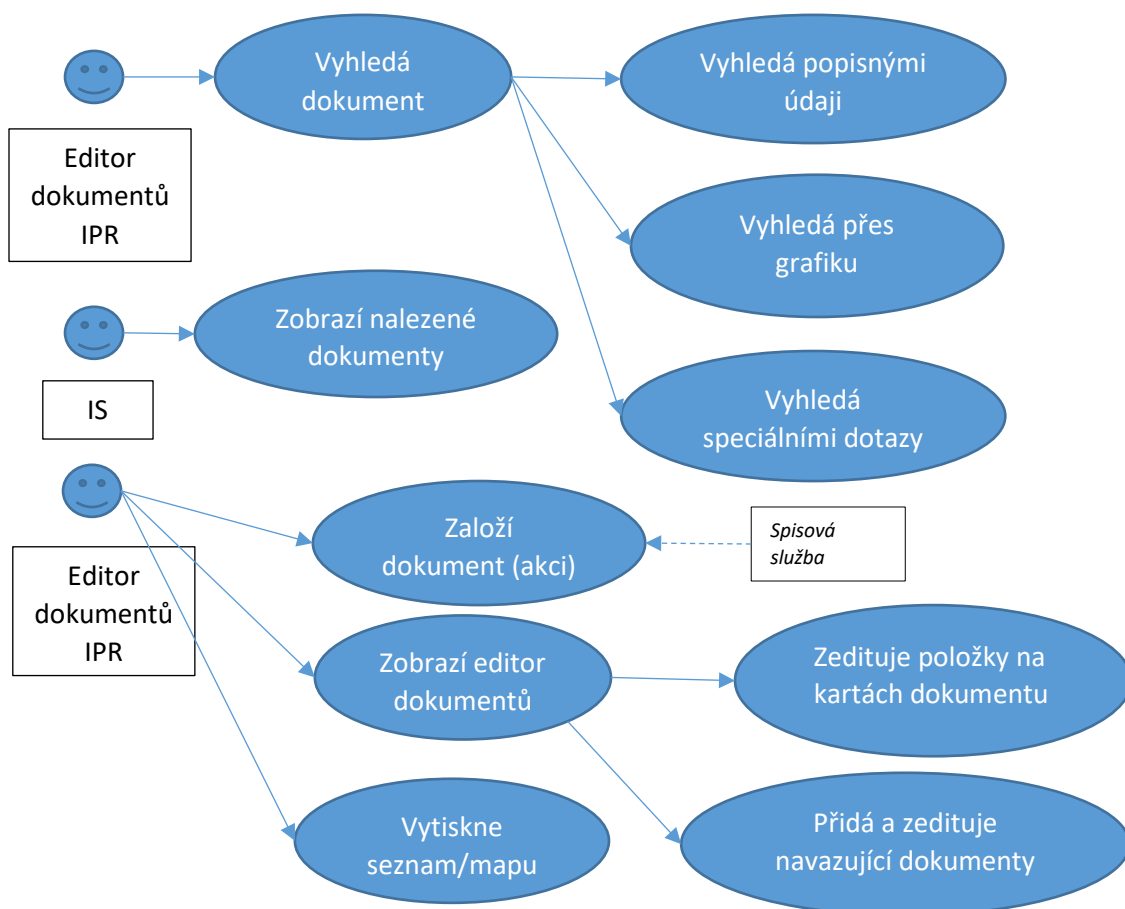 Vyhledá
dokument
Vyhledá popisnými
údaji
Editor
dokumentů
IPR
Vyhledá přes
grafiku
Zobrazí nalezené
dokumenty
IS
Vyhledá
speciálními dotazy
Založí
dokument (akci)
Spisová
služba
Editor
dokumentů
IPR
Zobrazí editor
dokumentů
Zedituje položky na
kartách dokumentu
Vytiskne
seznam/mapu
Přidá a zedituje
navazující dokumenty